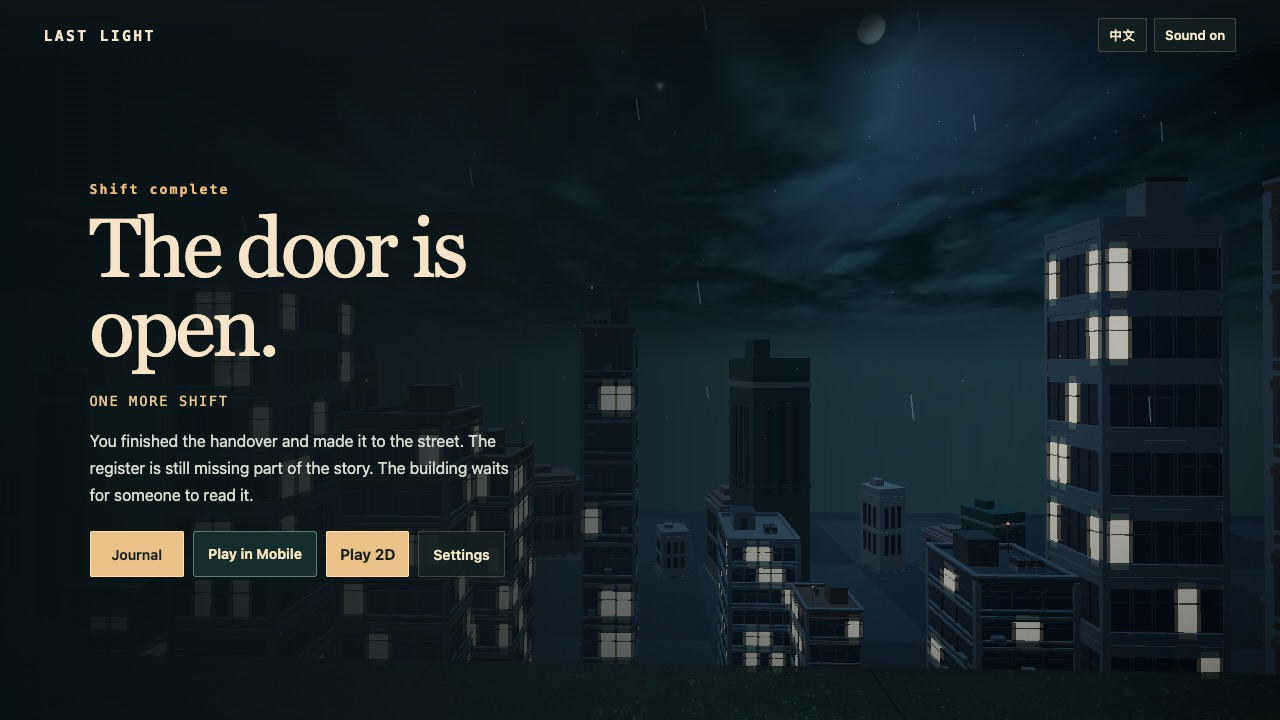 LAST LIGHT
中文
Sound on
Shift complete
The door is
open.
ONE MORE SHIFT
You finished the handover and made it to the street. The
register is still missing part of the story. The building waits
for someone to read it.
Journal
Play in Mobile
Play 2D
Settings